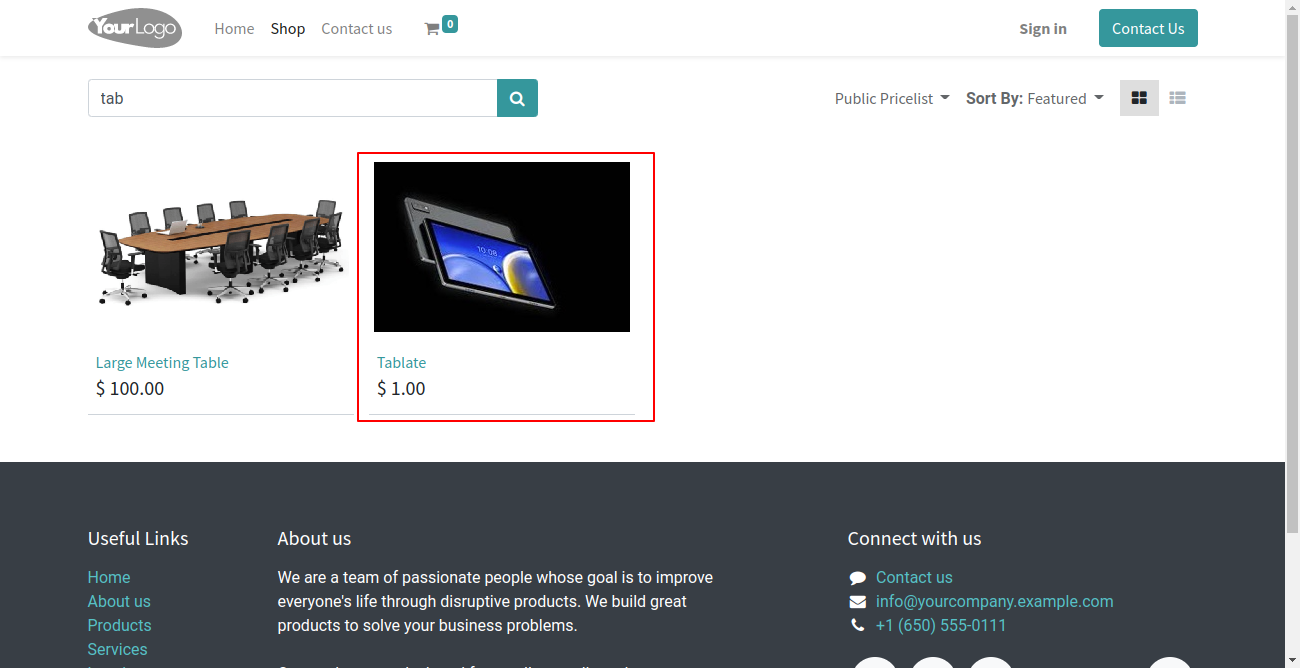 YourLogo
Home
Shop
Contact us
0
Sign in
Contact Us
tab
Public Pricelist
Sort By: Featured
10:08
Large Meeting Table
$ 100.00
Tablate
$ 1.00
Useful Links
Home
About us
Products
Services
About us
We are a team of passionate people whose goal is to improve
everyone's life through disruptive products. We build great
products to solve your business problems.
Connect with us
Contact us
info@yourcompany.example.com
+1 (650) 555-0111